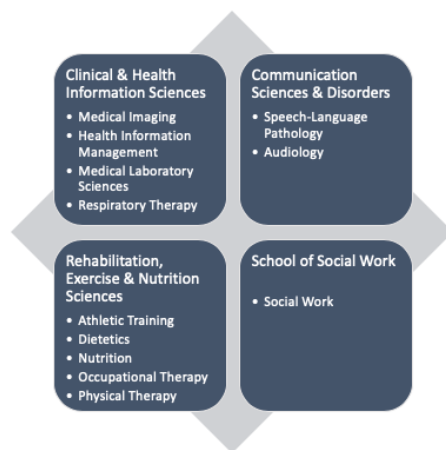 Clinical & Health
Information Sciences
• Medical Imaging
• Health Information
Management
• Medical Laboratory
Sciences
• Respiratory Therapy
Communication
Sciences & Disorders
• Speech-Language
Pathology
• Audiology
Rehabilitation,
Exercise & Nutrition
Sciences
• Athletic Training
• Dietetics
• Nutrition
• Occupational Therapy
• Physical Therapy
School of Social Work
• Social Work